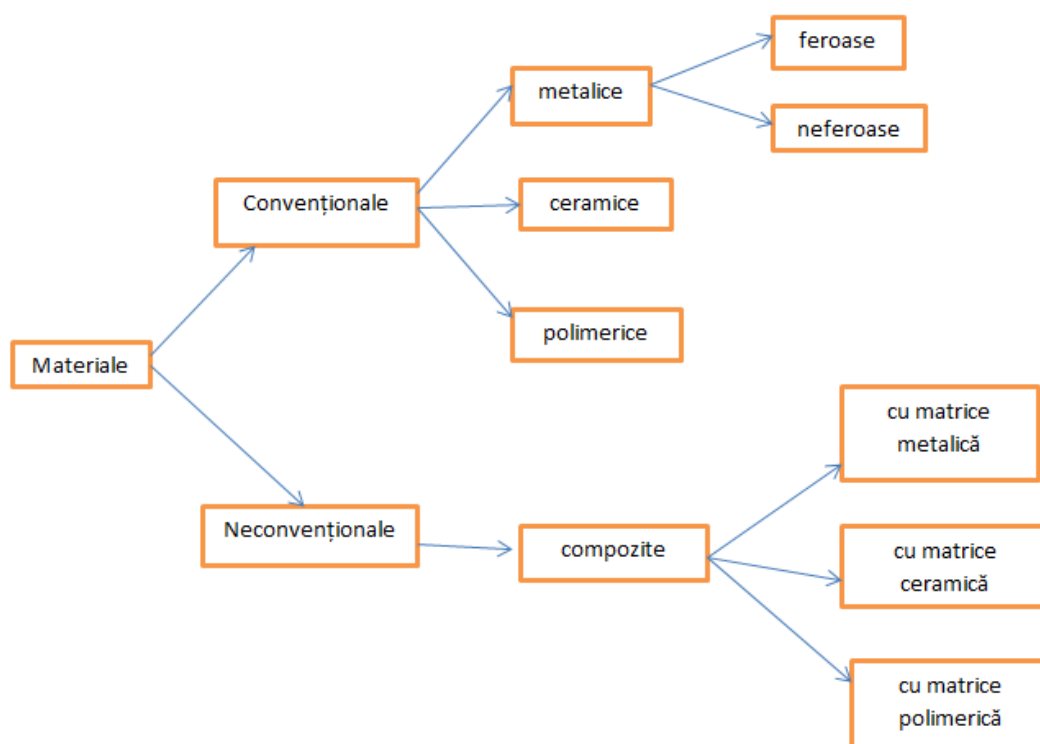 feroase
metalice
neferoase
Convenționale
ceramice
polimerice
Materiale
cu matrice
metalică
Neconvenționale
compozite
cu matrice
ceramică
cu matrice
polimerică